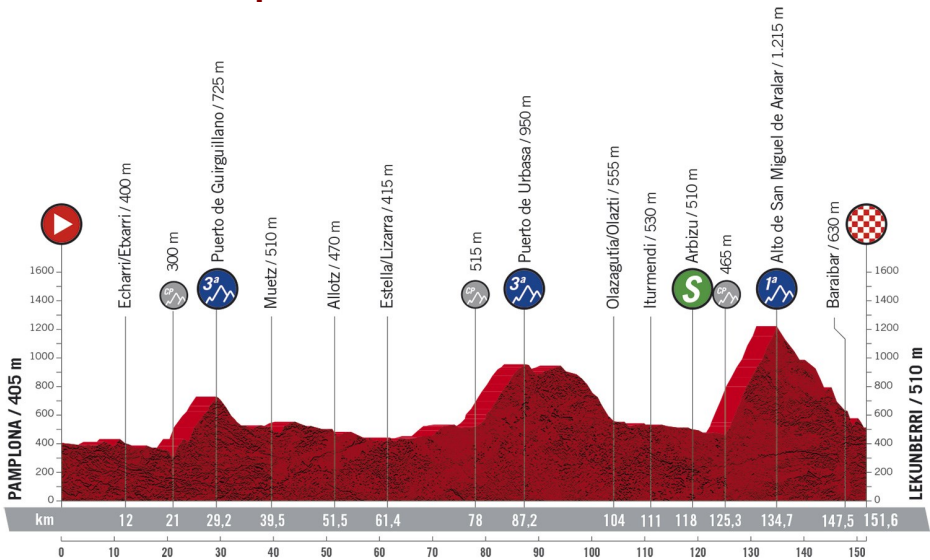 Echarri/Etxarri / 400 m
300 m
Puerto de Guirguillano / 725 m
Muetz / 510 m
Allotz / 470 m
Estella/Lizarra / 415 m
515 m
Puerto de Urbasa / 950 m
Olazagutía/Olazti / 555 m
Iturmendi / 530 m
Arbizu / 510 m
465 m
Alto de San Miguel de Aralar / 1.215 m
Baraibar / 630 m
CP
3ª
CP
3ª
S
CP
1ª
1600
1400
1200
1000
800
600
400
200
0
1600
1400
1200
1000
800
600
400
200
0
PAMPLONA / 405 m
LEKUNBERRI / 510 m
km 12 21 29,2 39,5 51,5 61,4 78 87,2 104 111 118 125,3 134,7 147,5 151,6
0 10 20 30 40 50 60 70 80 90 100 110 120 130 140 150